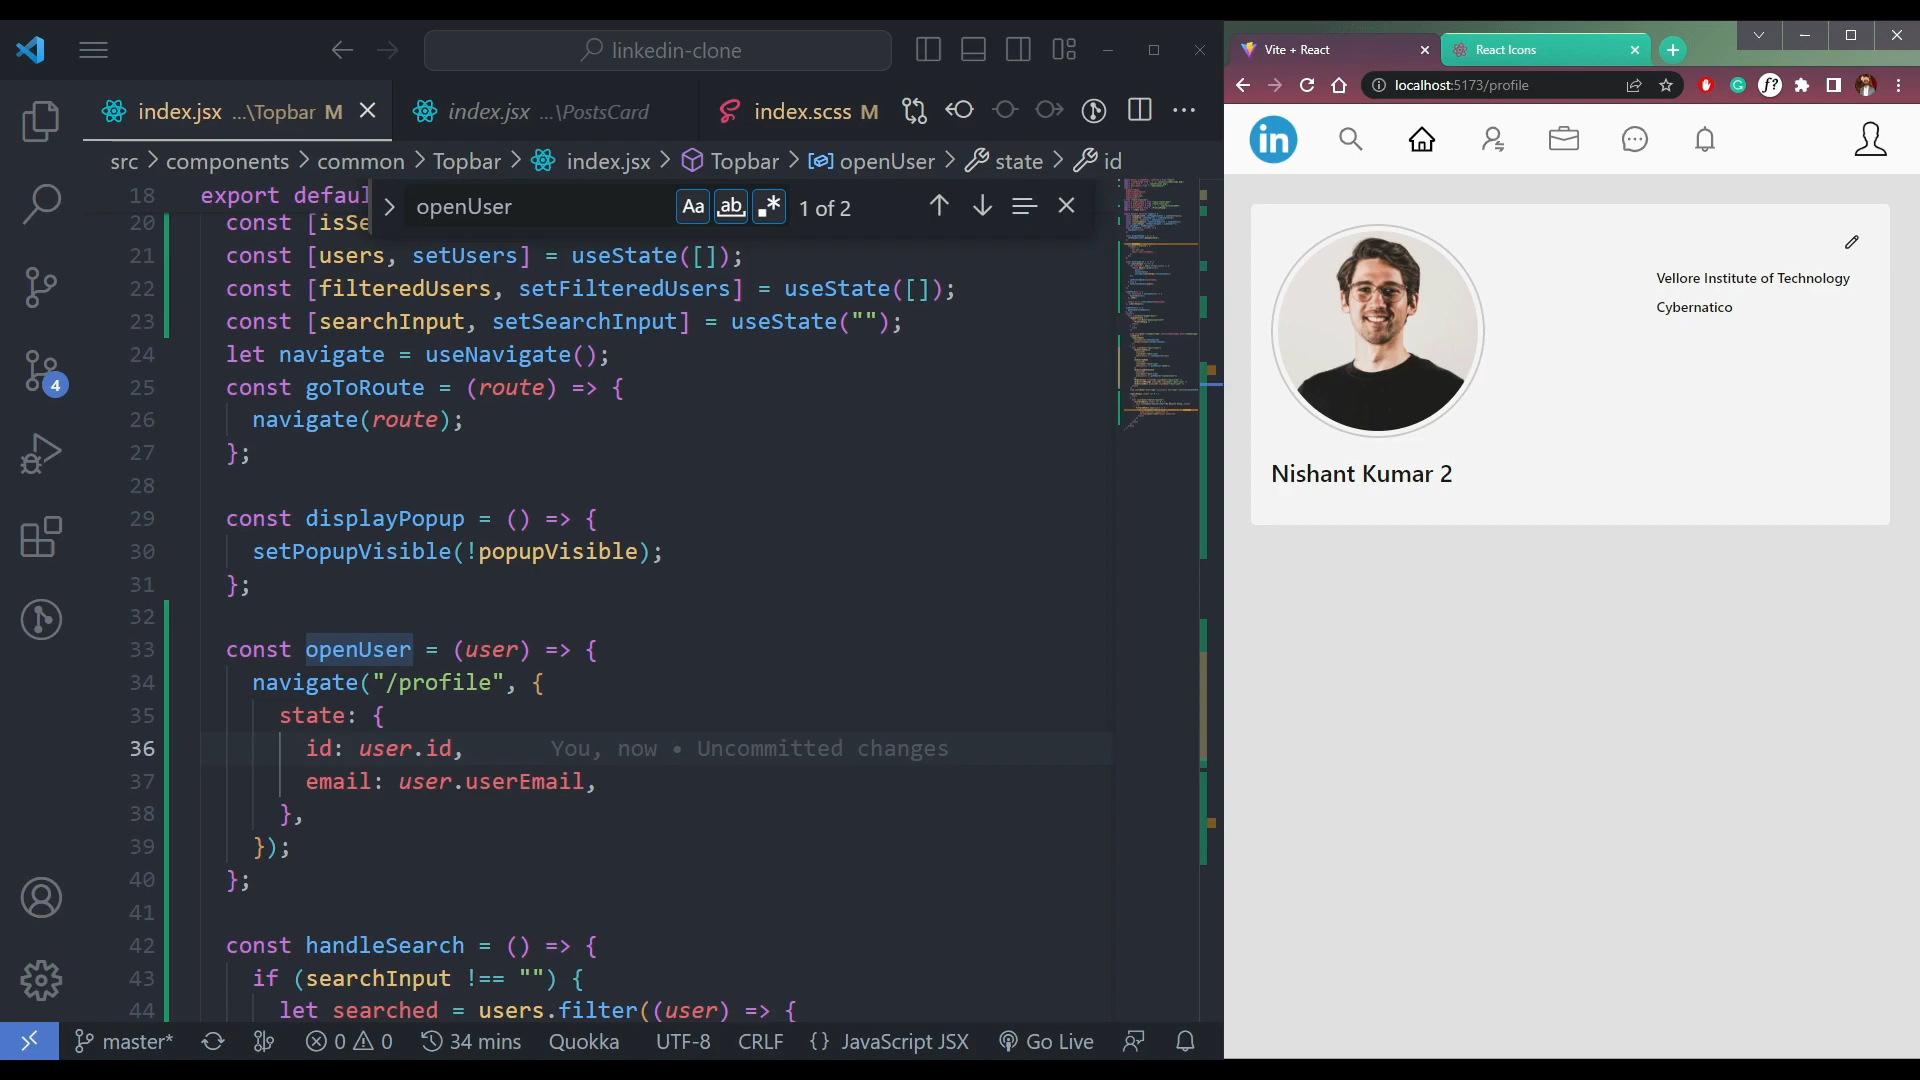 linkedin-clone
index.jsx ...\Topbar M
index.jsx ...\PostsCard
index.scss M
src > components > common > Topbar > index.jsx > Topbar > openUser > state > id
openUser
Aa ab .* 1 of 2
18 export defaul
20 const [isSe
21 const [users, setUsers] = useState([]);
22 const [filteredUsers, setFilteredUsers] = useState([]);
23 const [searchInput, setSearchInput] = useState("");
24 let navigate = useNavigate();
25 const goToRoute = (route) => {
26 navigate(route);
27 };
28
29 const displayPopup = () => {
30 setPopupVisible(!popupVisible);
31 };
32
33 const openUser = (user) => {
34 navigate("/profile", {
35 state: {
36 id: user.id, You, now • Uncommitted changes
37 email: user.userEmail,
38 },
39 });
40 };
41
42 const handleSearch = () => {
43 if (searchInput !== "") {
44 let searched = users.filter((user) => {
4
master* 0 0 34 mins Quokka UTF-8 CRLF {} JavaScript JSX Go Live
Vite + React
React Icons
localhost:5173/profile
f?
in
Vellore Institute of Technology
Cybernatico
Nishant Kumar 2